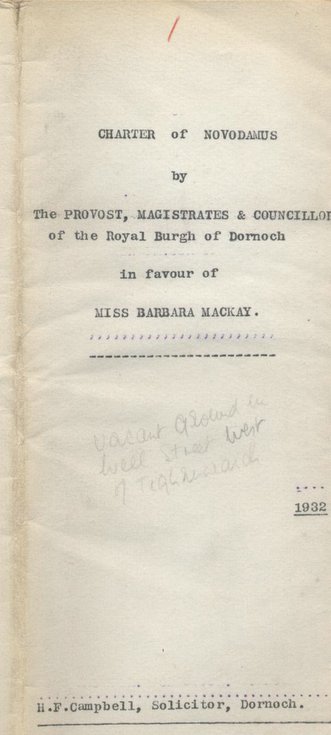 CHARTER of NOVODAMUS
by
The PROVOST, MAGISTRATES & COUNCILLOR
of the Royal Burgh of Dornoch
in favour of
MISS BARBARA MACKAY.
Vacant Ground in
Well Street West
of
1932
H.F.Campbell, Solicitor, Dornoch.